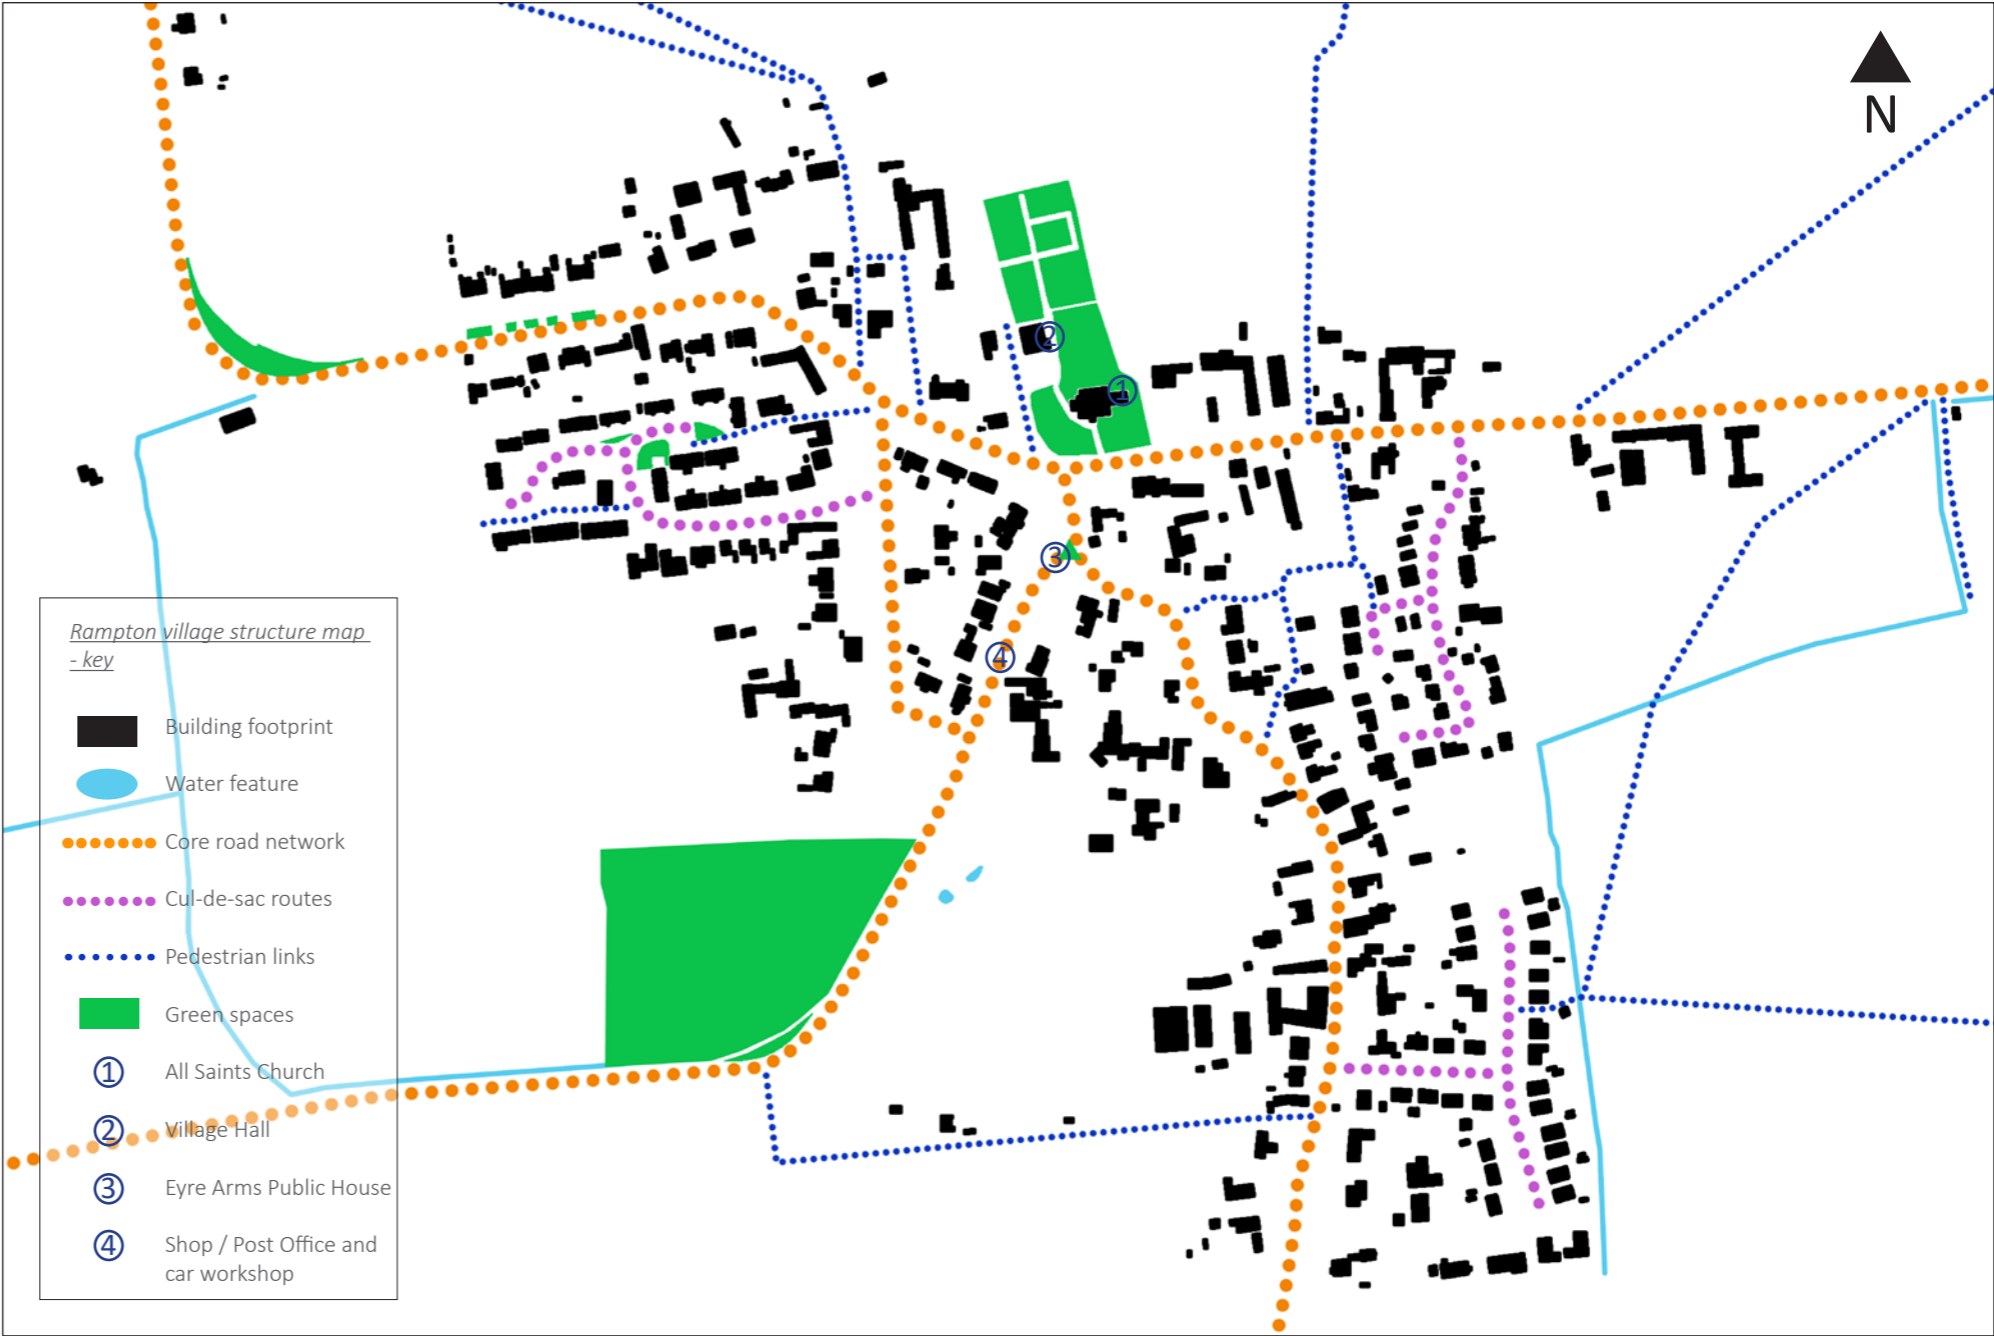 N
2
1
3
4
Rampton village structure map
- key
Building footprint
Water feature
Core road network
Cul-de-sac routes
Pedestrian links
Green spaces
1 All Saints Church
2 Village Hall
3 Eyre Arms Public House
4 Shop / Post Office and
car workshop